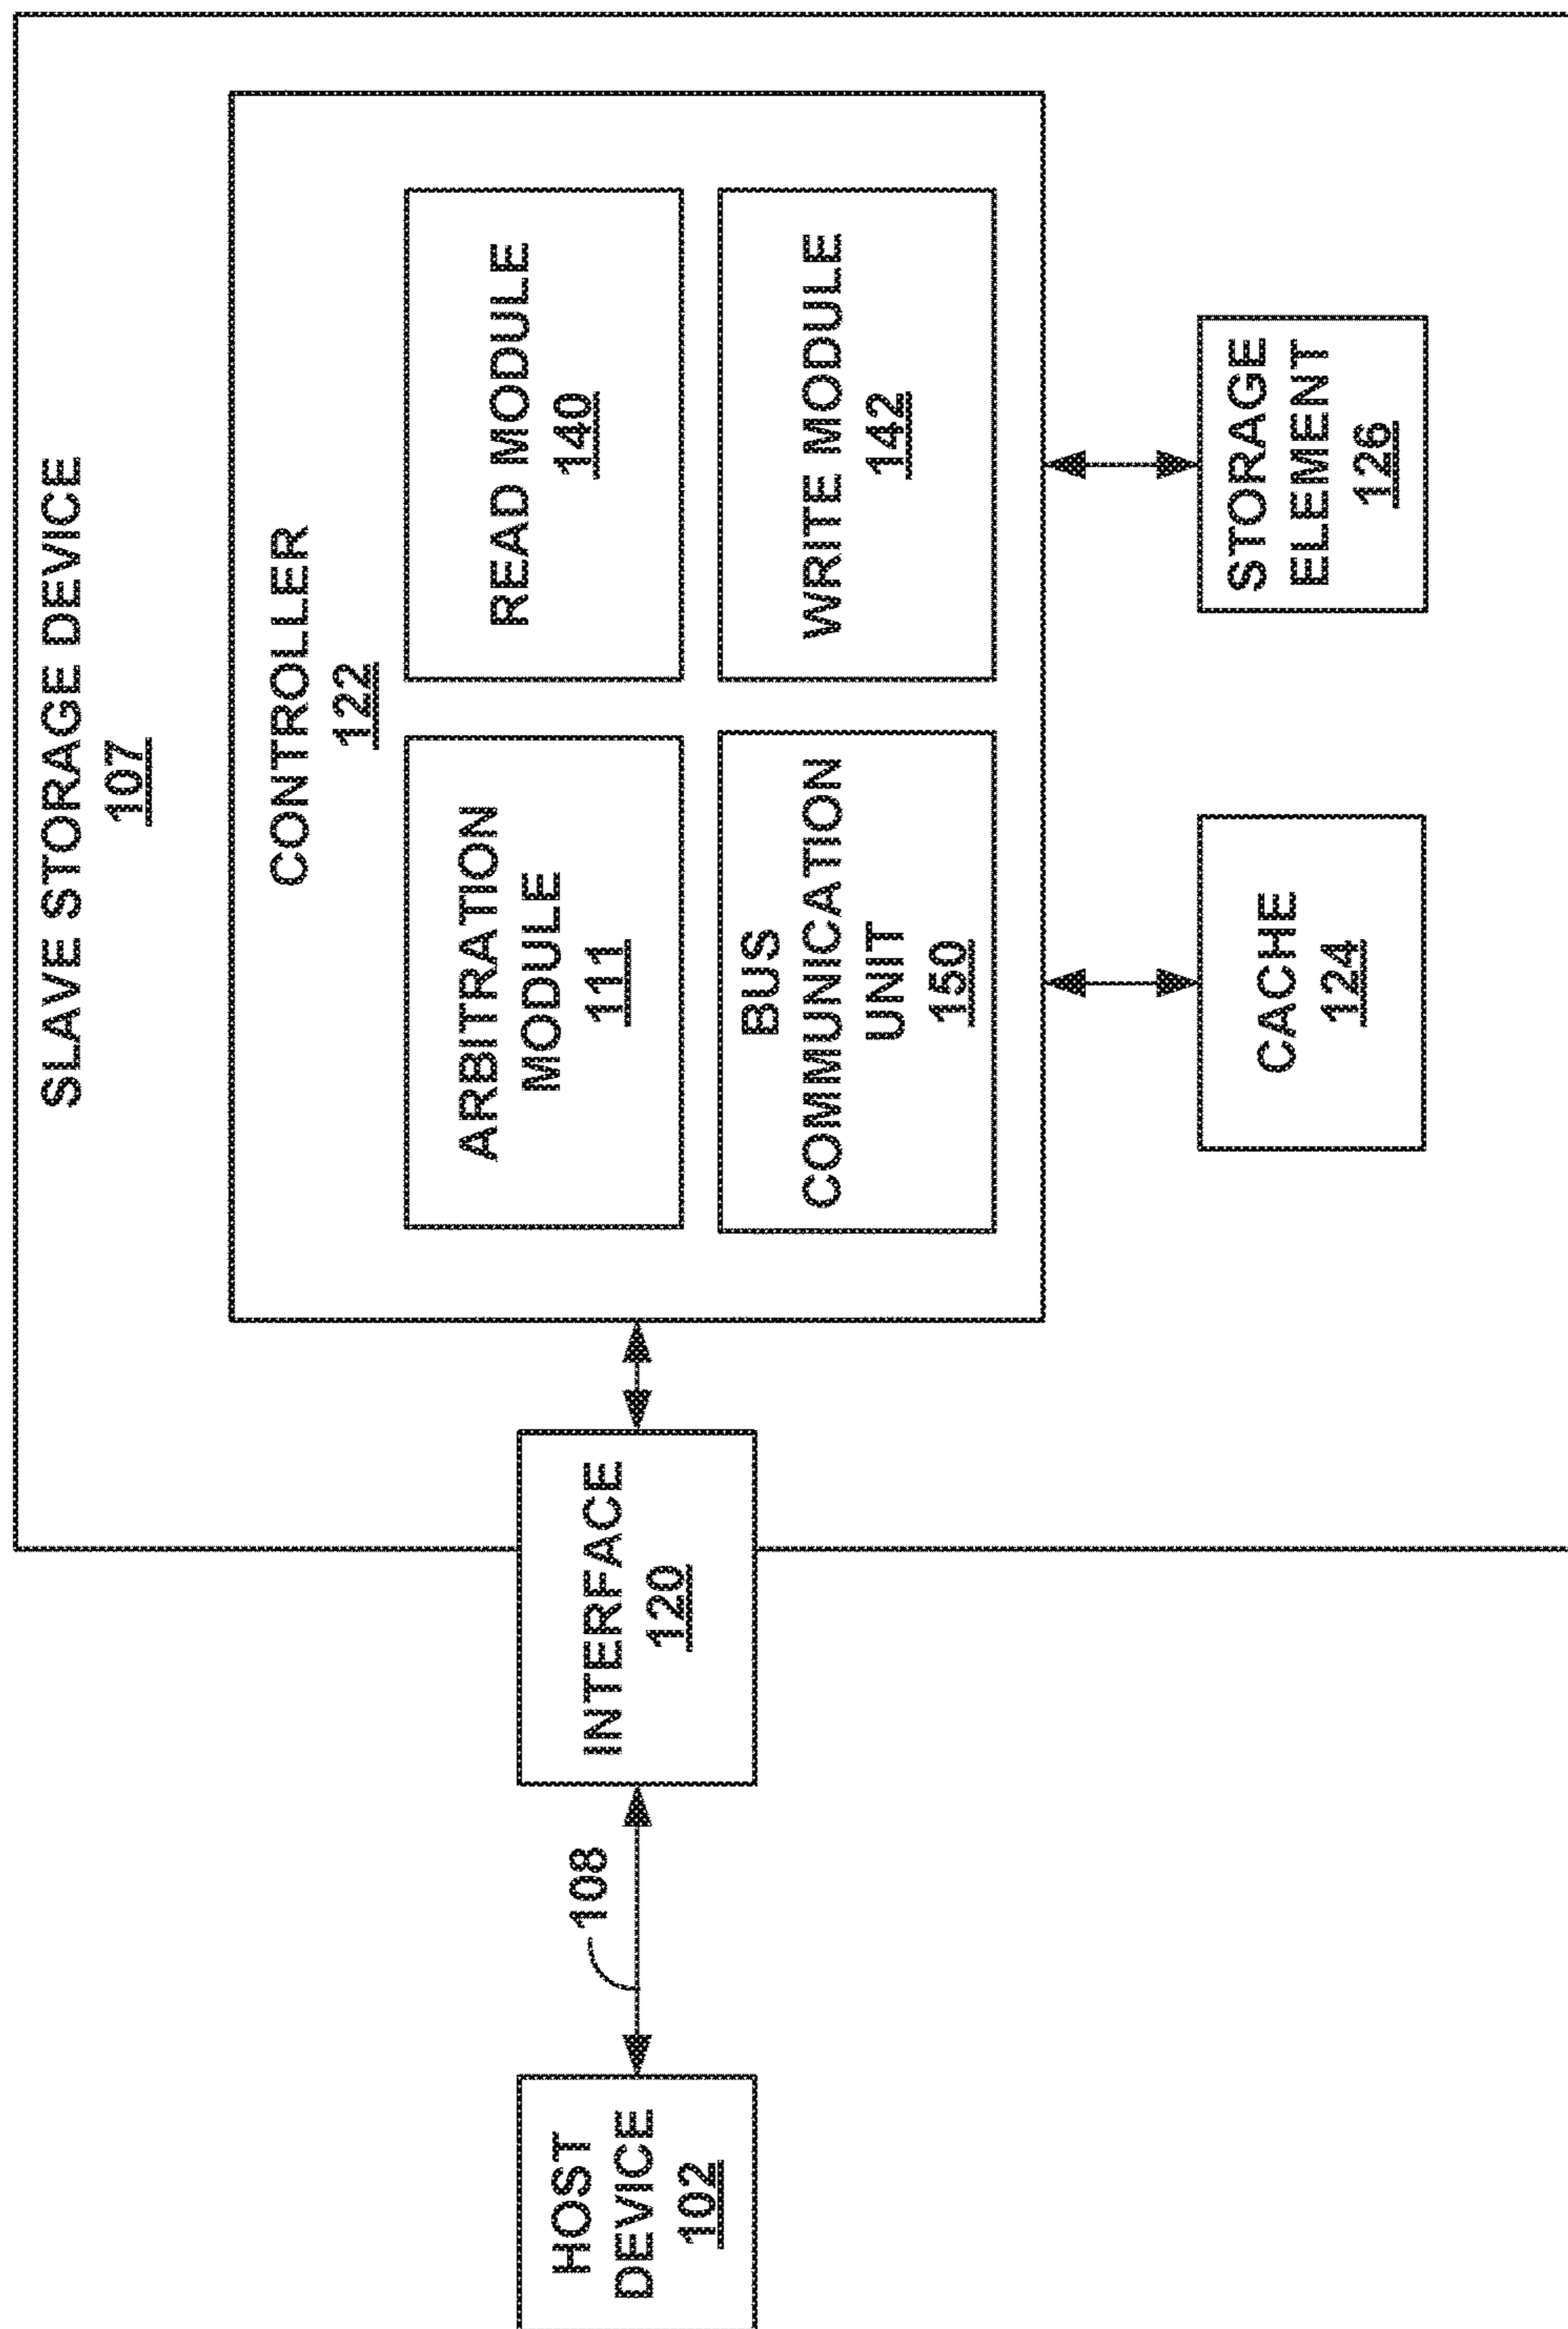 SLAVE STORAGE DEVICE
107
CONTROLLER
122
ARBITRATION
MODULE
111
READ MODULE
140
BUS
COMMUNICATION
UNIT
150
WRITE MODULE
142
HOST
DEVICE
102
108
INTERFACE
120
CACHE
124
STORAGE
ELEMENT
126